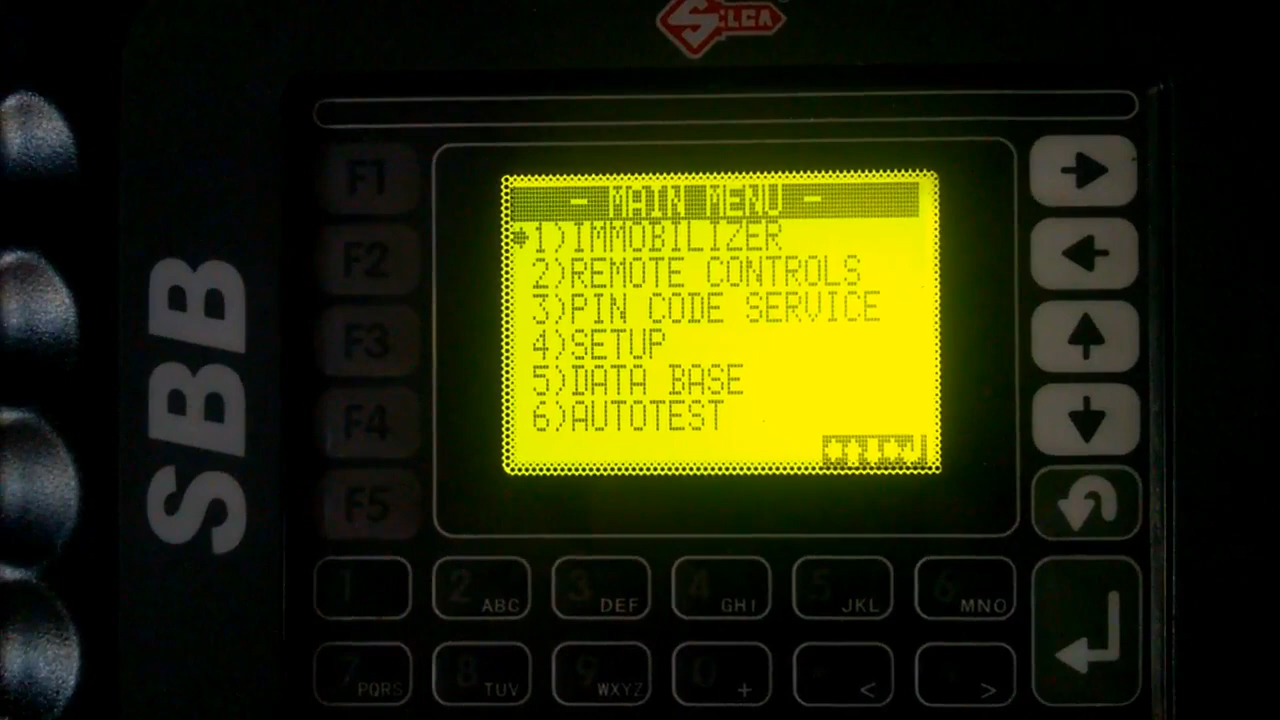 SILCA
SBB
F1
F2
F3
F4
F5
- MAIN MENU -
1)IMMOBILIZER
2)REMOTE CONTROLS
3)PIN CODE SERVICE
4)SETUP
5)DATA BASE
6)AUTOTEST
1 2 ABC 3 DEF 4 GHI 5 JKL 6 MNO
7 PQRS 8 TUV 9 WXYZ 0 + < >